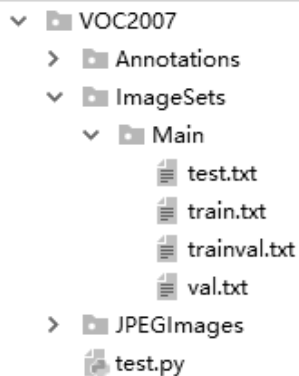 VOC2007
Annotations
ImageSets
Main
test.txt
train.txt
trainval.txt
val.txt
JPEGImages
test.py